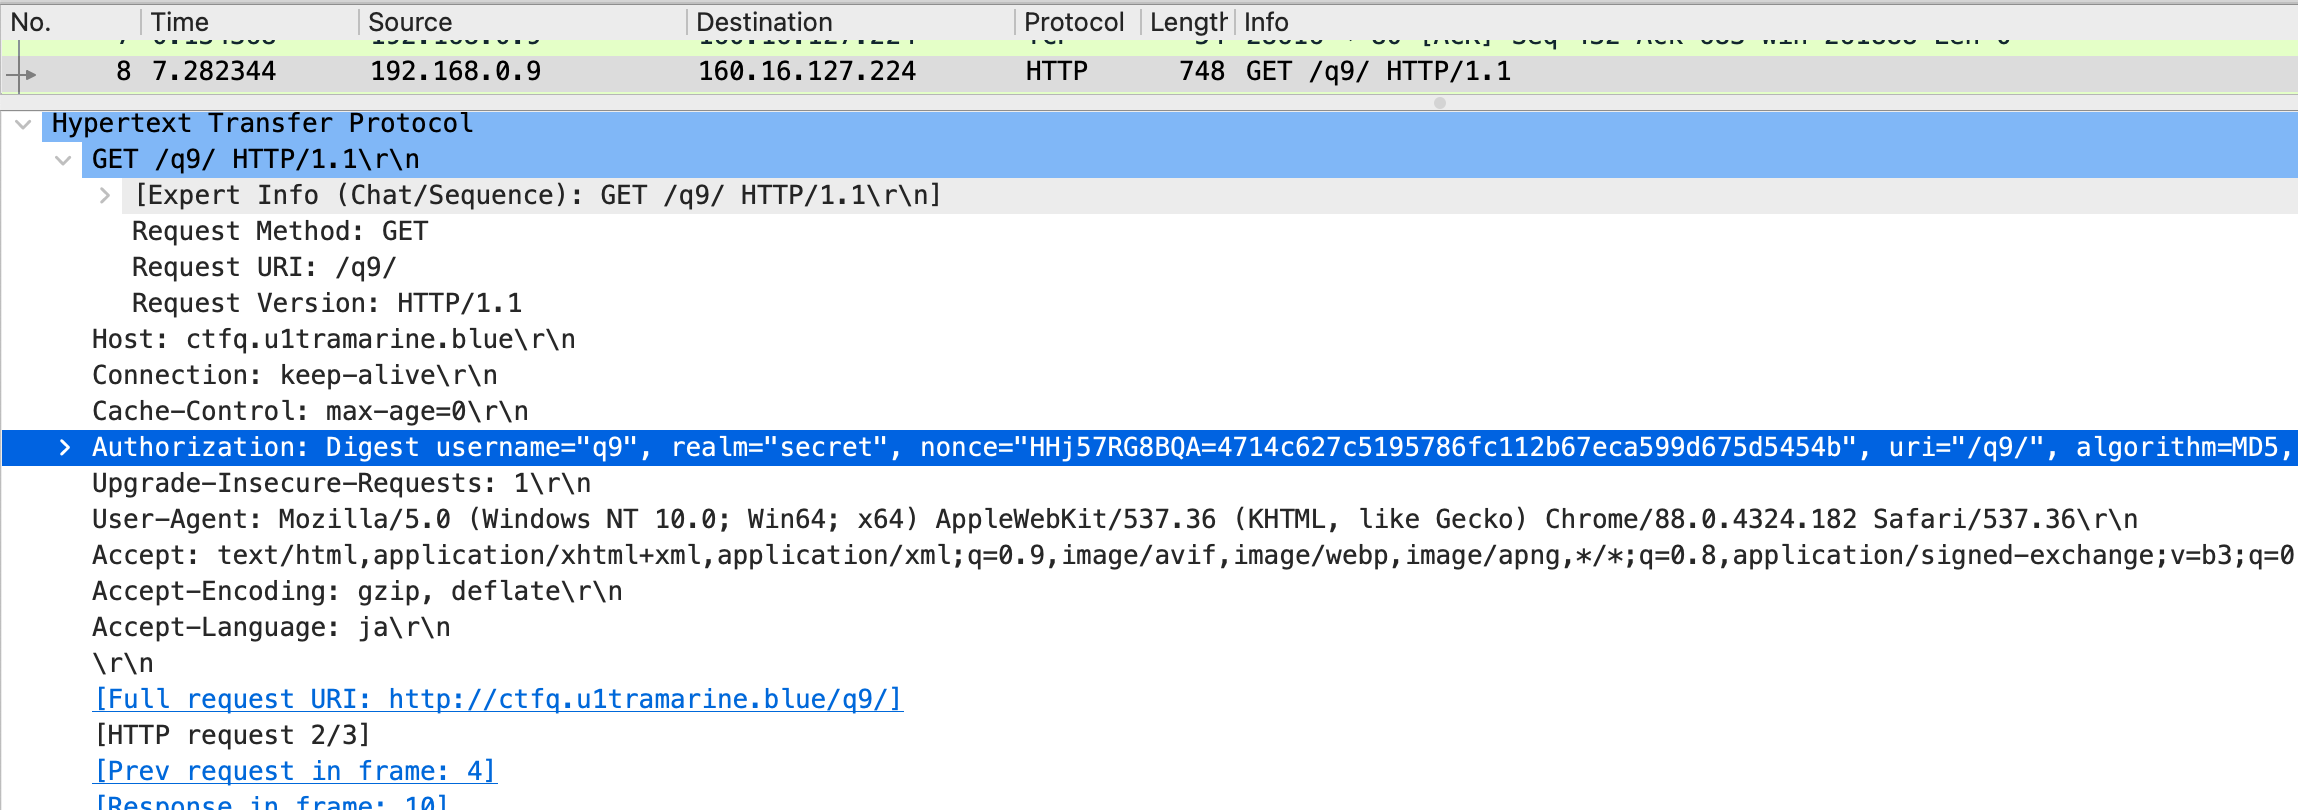 No. Time Source Destination Protocol Length Info
8 7.282344 192.168.0.9 160.16.127.224 HTTP 748 GET /q9/ HTTP/1.1
Hypertext Transfer Protocol
GET /q9/ HTTP/1.1\r\n
[Expert Info (Chat/Sequence): GET /q9/ HTTP/1.1\r\n]
Request Method: GET
Request URI: /q9/
Request Version: HTTP/1.1
Host: ctfq.u1tramarine.blue\r\n
Connection: keep-alive\r\n
Cache-Control: max-age=0\r\n
Authorization: Digest username="q9", realm="secret", nonce="HHj57RG8BQA=4714c627c5195786fc112b67eca599d675d5454b", uri="/q9/", algorithm=MD5,
Upgrade-Insecure-Requests: 1\r\n
User-Agent: Mozilla/5.0 (Windows NT 10.0; Win64; x64) AppleWebKit/537.36 (KHTML, like Gecko) Chrome/88.0.4324.182 Safari/537.36\r\n
Accept: text/html,application/xhtml+xml,application/xml;q=0.9,image/avif,image/webp,image/apng,*/*;q=0.8,application/signed-exchange;v=b3;q=0
Accept-Encoding: gzip, deflate\r\n
Accept-Language: ja\r\n
\r\n
[Full request URI: http://ctfq.u1tramarine.blue/q9/]
[HTTP request 2/3]
[Prev request in frame: 4]
[Response in frame: 10]